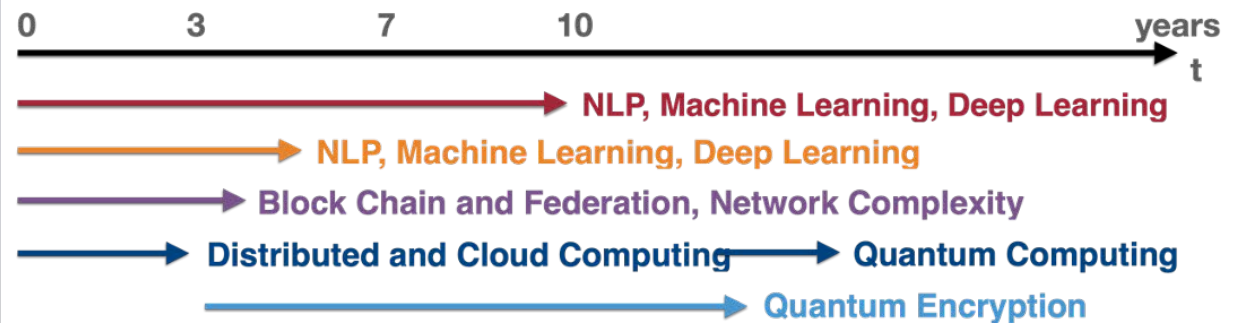 0 3 7 10 years
t
NLP, Machine Learning, Deep Learning
NLP, Machine Learning, Deep Learning
Block Chain and Federation, Network Complexity
Distributed and Cloud Computing Quantum Computing
Quantum Encryption